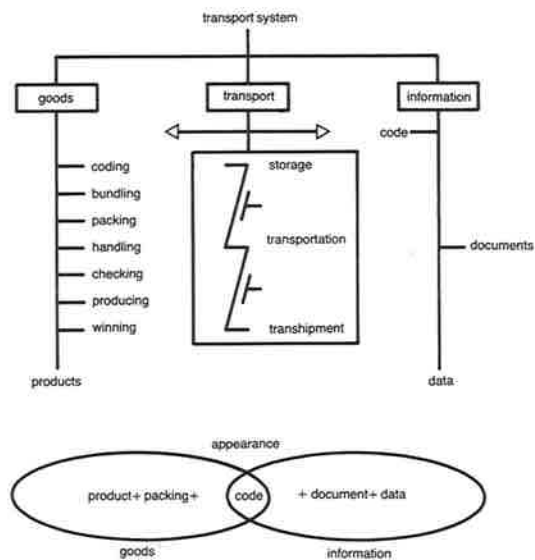 transport system
goods transport information
code
coding storage
bundling
packing
handling transportation documents
checking
producing
winning transhipment
products data
appearance
product+ packing+ code + document+ data
goods information